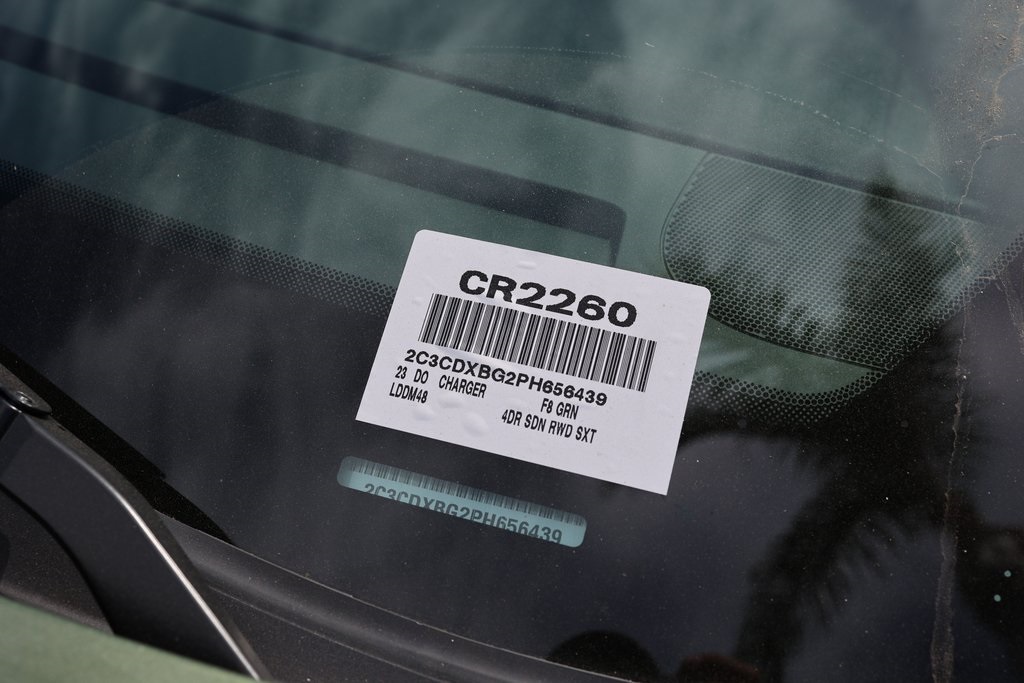 CR2260
2C3CDXBG2PH656439
23 DO CHARGER F8 GRN
LDDM48 4DR SDN RWD SXT
2C3CDXBG2PH656439